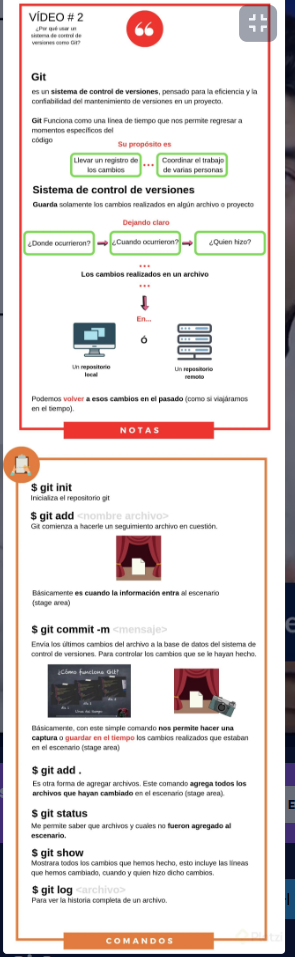 VÍDEO # 2
¿Por qué usar un
sistema de control de
versiones como Git?
Git
es un sistema de control de versiones, pensado para la eficiencia y la
confiabilidad del mantenimiento de versiones en un proyecto.
Git Funciona como una línea de tiempo que nos permite regresar a
momentos específicos del
código
Su propósito es
Llevar un registro de
los cambios
Coordinar el trabajo
de varias personas
Sistema de control de versiones
Guarda solamente los cambios realizados en algún archivo o proyecto
Dejando claro
¿Donde ocurrieron?
¿Cuando ocurrieron?
¿Quien hizo?
Los cambios realizados en un archivo
En...
Ó
Un repositorio
local
Un repositorio
remoto
Podemos volver a esos cambios en el pasado (como si viajáramos
en el tiempo).
NOTAS
$ git init
Inicializa el repositorio git
$ git add <nombre archivo>
Git comienza a hacerle un seguimiento archivo en cuestión.
Básicamente es cuando la información entra al escenario
(stage area)
$ git commit -m <mensaje>
Envía los últimos cambios del archivo a la base de datos del sistema de
control de versiones. Para controlar los cambios que se le hayan hecho.
¿Cómo funciona Git?
Básicamente, con este simple comando nos permite hacer una
captura o guardar en el tiempo los cambios realizados que estaban
en el escenario (stage area)
$ git add .
Es otra forma de agregar archivos. Este comando agrega todos los
archivos que hayan cambiado en el escenario (stage area).
$ git status
Me permite saber que archivos y cuales no fueron agregado al
escenario.
$ git show
Mostrara todos los cambios que hemos hecho, esto incluye las líneas
que hemos cambiado, cuando y quien hizo dicho cambios.
$ git log <archivo>
Para ver la historia completa de un archivo.
COMANDOS